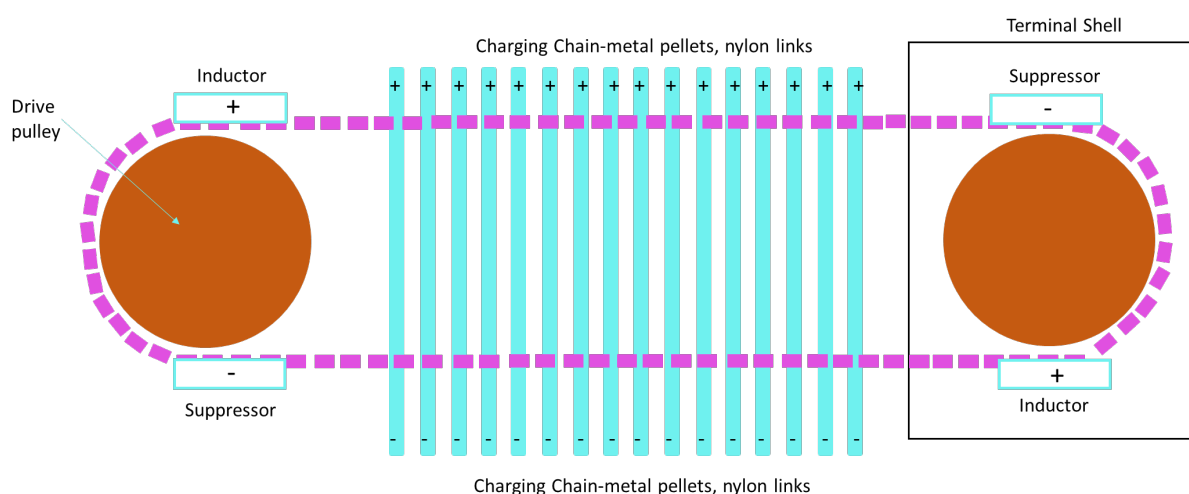 Terminal Shell
Charging Chain-metal pellets, nylon links
Inductor
Suppressor
+ + + + + + + + + + + + + + + +
Drive
pulley
+
-
-
+
- - - - - - - - - - - - - - - -
Suppressor
Inductor
Charging Chain-metal pellets, nylon links